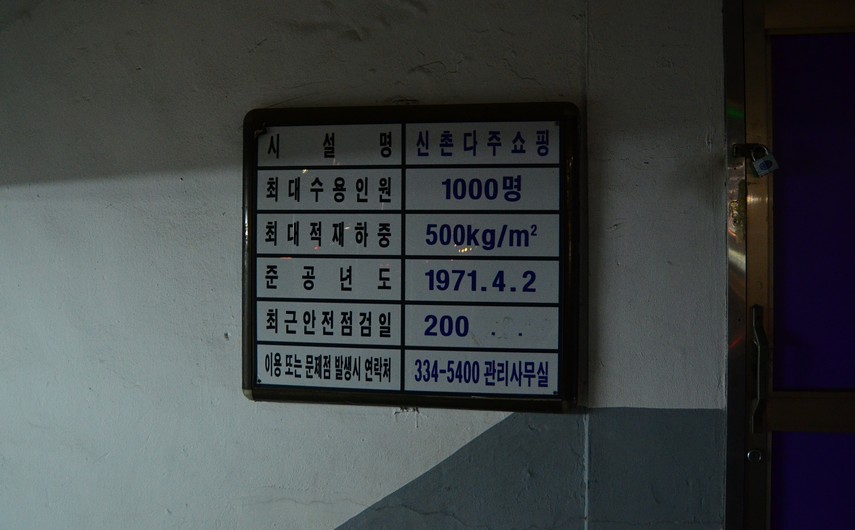 시설명 신촌다주쇼핑
최대수용인원 1000명
최대적재하중 500kg/m²
준공년도 1971.4.2
최근안전점검일 200 . .
이용 또는 문제점 발생시 연락처 334-5400 관리사무실